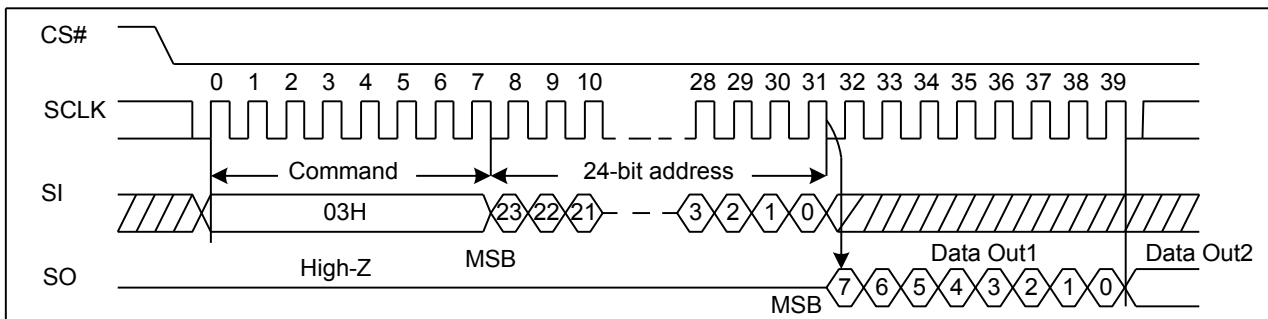 CS#
0 1 2 3 4 5 6 7 8 9 10 28 29 30 31 32 33 34 35 36 37 38 39
SCLK
Command 24-bit address
SI
03H 23 22 21 3 2 1 0
High-Z MSB Data Out1 Data Out2
SO
MSB 7 6 5 4 3 2 1 0